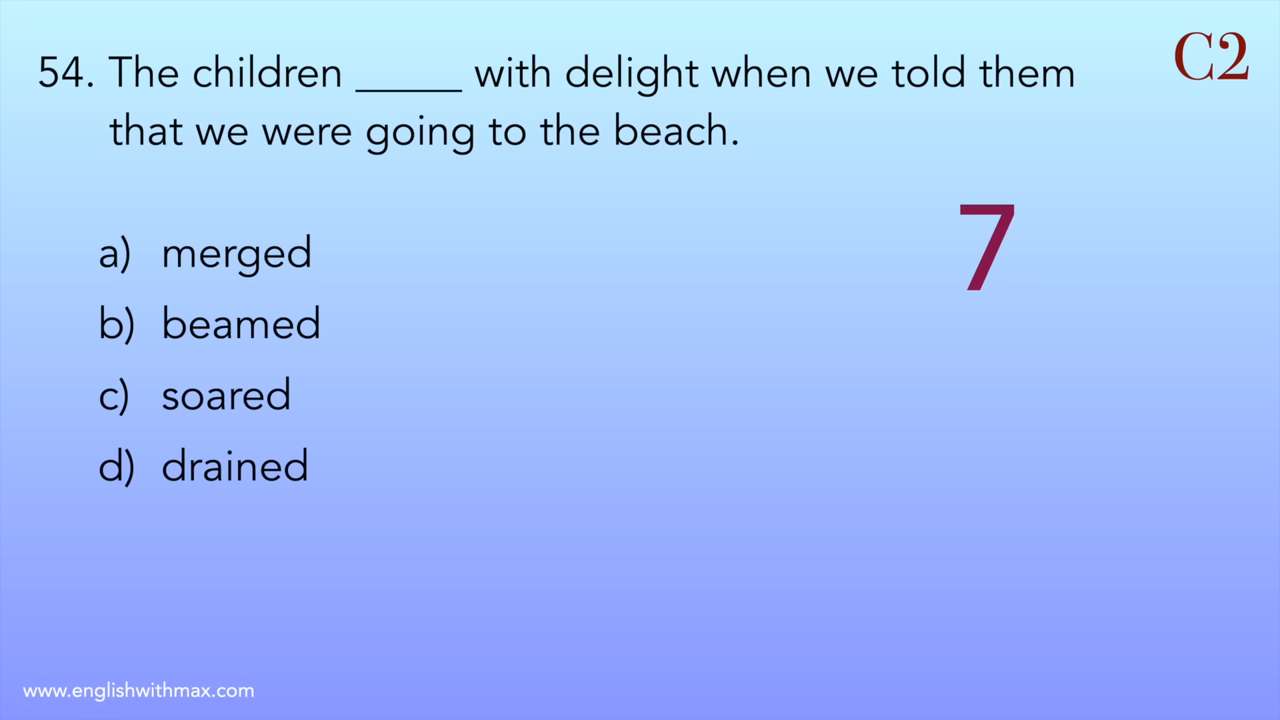 C2
54. The children _____ with delight when we told them
that we were going to the beach.
7
a) merged
b) beamed
c) soared
d) drained
www.englishwithmax.com